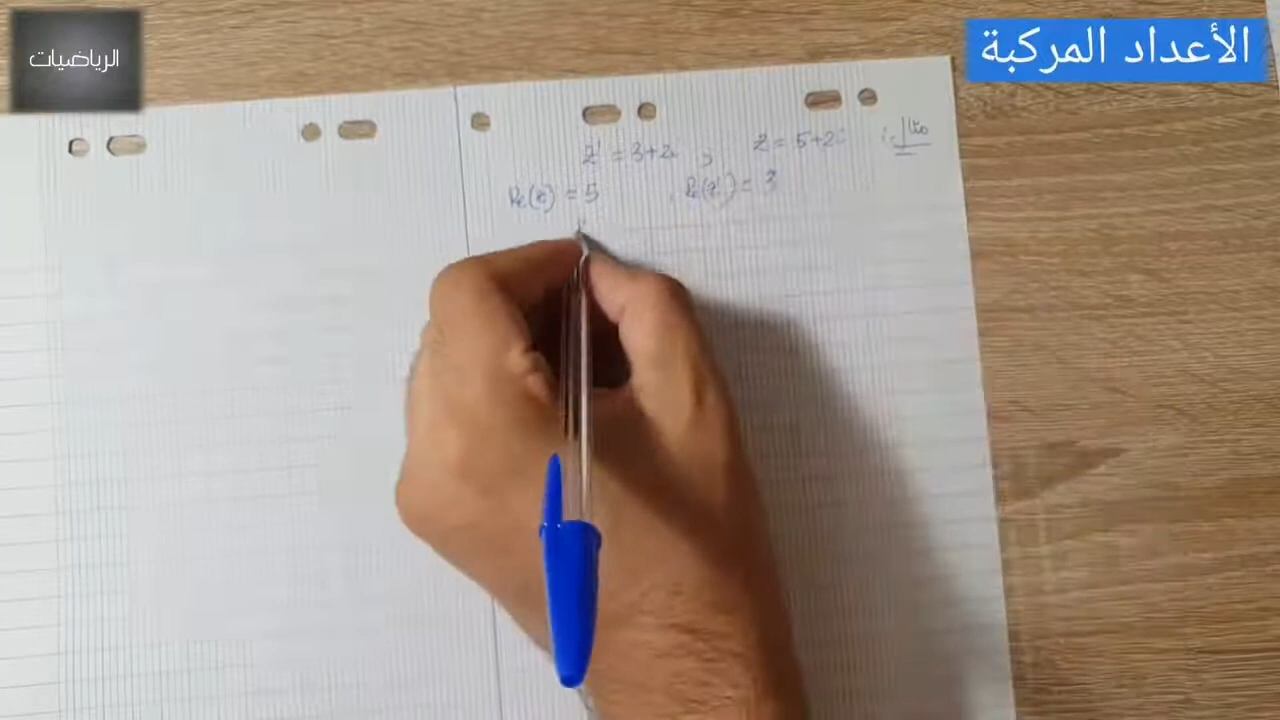 الرياضيات
الأعداد المركبة
مثال:
z = 5+2i , z' = 3+2i
Re(z) = 5 , Re(z') = 3